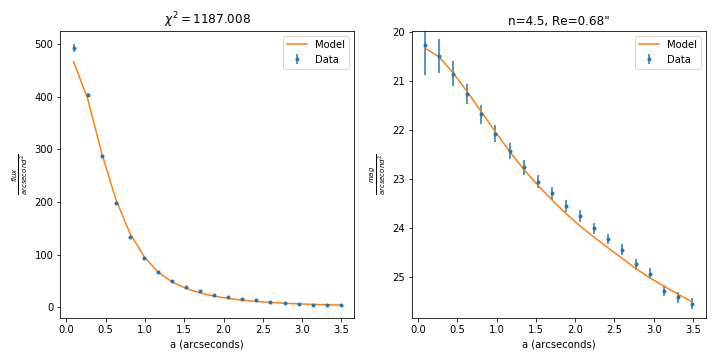 χ² = 1187.008
500
400
300
200
100
0
flux
arcsecond²
0.0 0.5 1.0 1.5 2.0 2.5 3.0 3.5
a (arcseconds)
Model
Data
n=4.5, Re=0.68"
20
21
22
23
24
25
mag
arcsecond²
0.0 0.5 1.0 1.5 2.0 2.5 3.0 3.5
a (arcseconds)
Model
Data